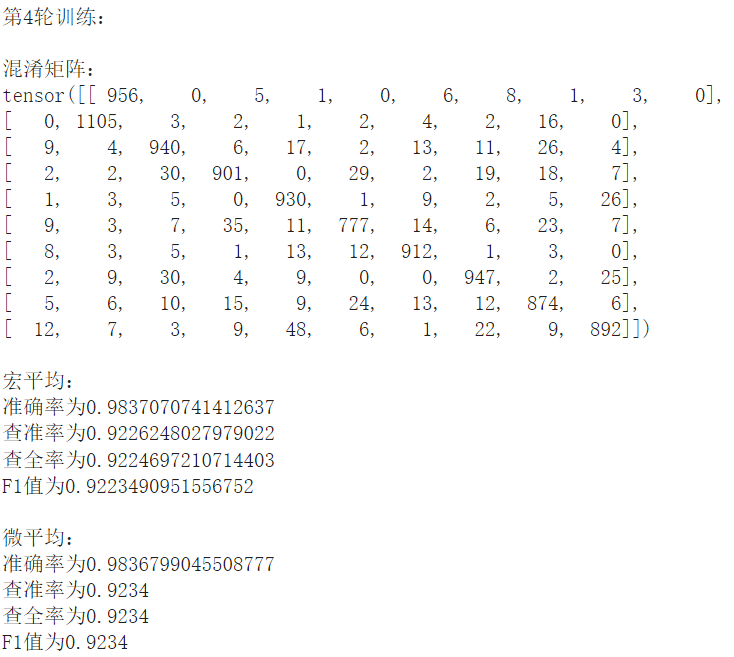 第4轮训练：
混淆矩阵：
tensor([[ 956, 0, 5, 1, 0, 6, 8, 1, 3, 0],
[ 0, 1105, 3, 2, 1, 2, 4, 2, 16, 0],
[ 9, 4, 940, 6, 17, 2, 13, 11, 26, 4],
[ 2, 2, 30, 901, 0, 29, 2, 19, 18, 7],
[ 1, 3, 5, 0, 930, 1, 9, 2, 5, 26],
[ 9, 3, 7, 35, 11, 777, 14, 6, 23, 7],
[ 8, 3, 5, 1, 13, 12, 912, 1, 3, 0],
[ 2, 9, 30, 4, 9, 0, 0, 947, 2, 25],
[ 5, 6, 10, 15, 9, 24, 13, 12, 874, 6],
[ 12, 7, 3, 9, 48, 6, 1, 22, 9, 892]])
宏平均：
准确率为0.9837070741412637
查准率为0.9226248027979022
查全率为0.9224697210714403
F1值为0.9223490951556752
微平均：
准确率为0.9836799045508777
查准率为0.9234
查全率为0.9234
F1值为0.9234